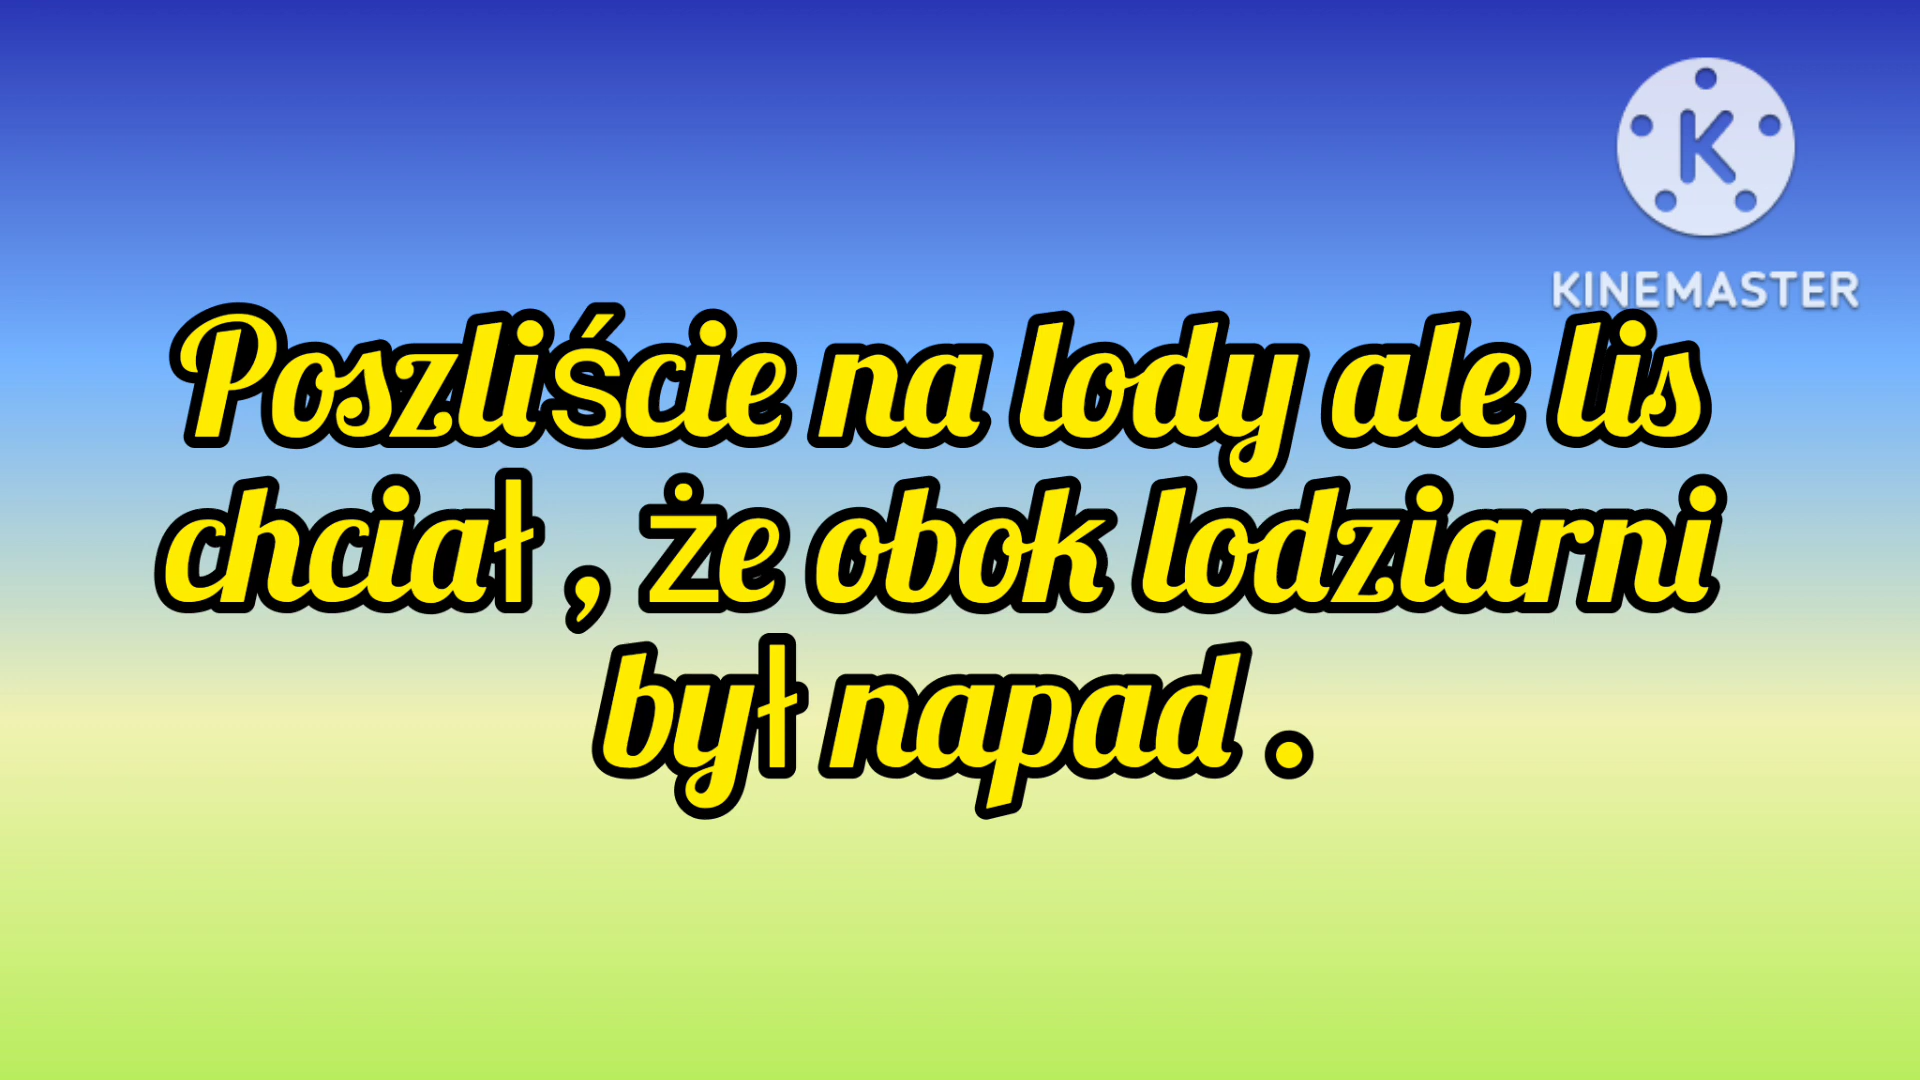 KINEMASTER
Poszliście na lody ale lis
chciał , że obok lodziarni
był napad .